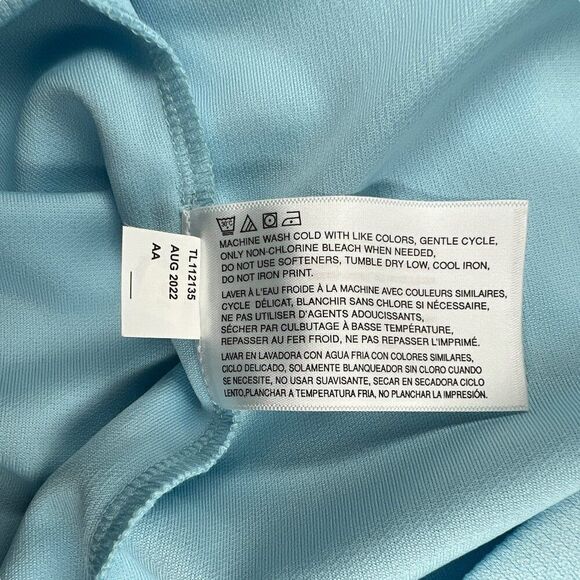 30°C
MACHINE WASH COLD WITH LIKE COLORS, GENTLE CYCLE,
ONLY NON-CHLORINE BLEACH WHEN NEEDED,
DO NOT USE SOFTENERS, TUMBLE DRY LOW, COOL IRON,
DO NOT IRON PRINT.
LAVER À L'EAU FROIDE À LA MACHINE AVEC COULEURS SIMILAIRES,
CYCLE DÉLICAT, BLANCHIR SANS CHLORE SI NÉCESSAIRE,
NE PAS UTILISER D'AGENTS ADOUCISSANTS,
SÉCHER PAR CULBUTAGE À BASSE TEMPÉRATURE,
REPASSER AU FER FROID, NE PAS REPASSER L'IMPRIMÉ.
LAVAR EN LAVADORA CON AGUA FRIA CON COLORES SIMILARES,
CICLO DELICADO, SOLAMENTE BLANQUEADOR SIN CLORO CUANDO
SE NECESITE, NO USAR SUAVISANTE, SECAR EN SECADORA CICLO
LENTO,PLANCHAR A TEMPERATURA FRIA, NO PLANCHAR LA IMPRESIÓN.
TL112135
AUG 2022
AA